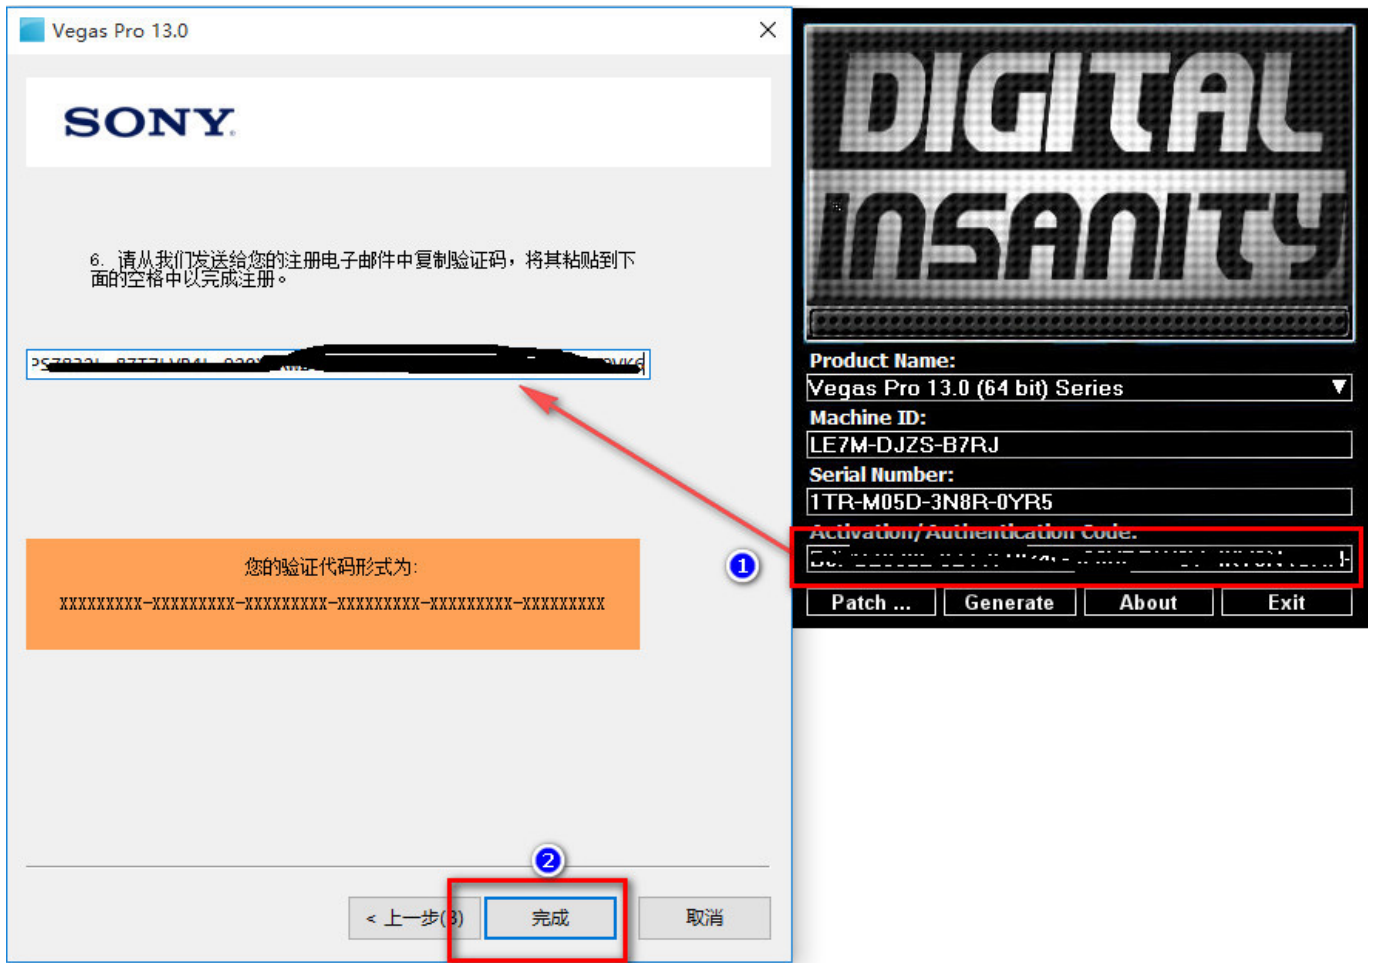 Vegas Pro 13.0
SONY
6. 请从我们发送给您的注册电子邮件中复制验证码，将其粘贴到下
面的空格中以完成注册。
您的验证代码形式为:
XXXXXXXXX-XXXXXXXXX-XXXXXXXXX-XXXXXXXXX-XXXXXXXXX-XXXXXXXXX
2
< 上一步(B)
完成
取消
DIGITAL
INSANITY
Product Name:
Vegas Pro 13.0 (64 bit) Series
Machine ID:
LE7M-DJZS-B7RJ
Serial Number:
1TR-M05D-3N8R-0YR5
Activation/Authentication Code:
1
Patch ...
Generate
About
Exit